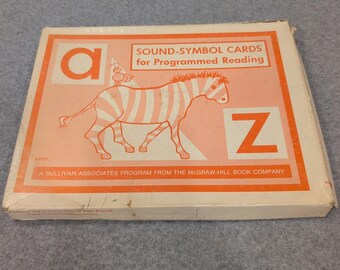 a
SOUND-SYMBOL CARDS
for Programmed Reading
z
A SULLIVAN ASSOCIATES PROGRAM FROM THE McGRAW-HILL BOOK COMPANY